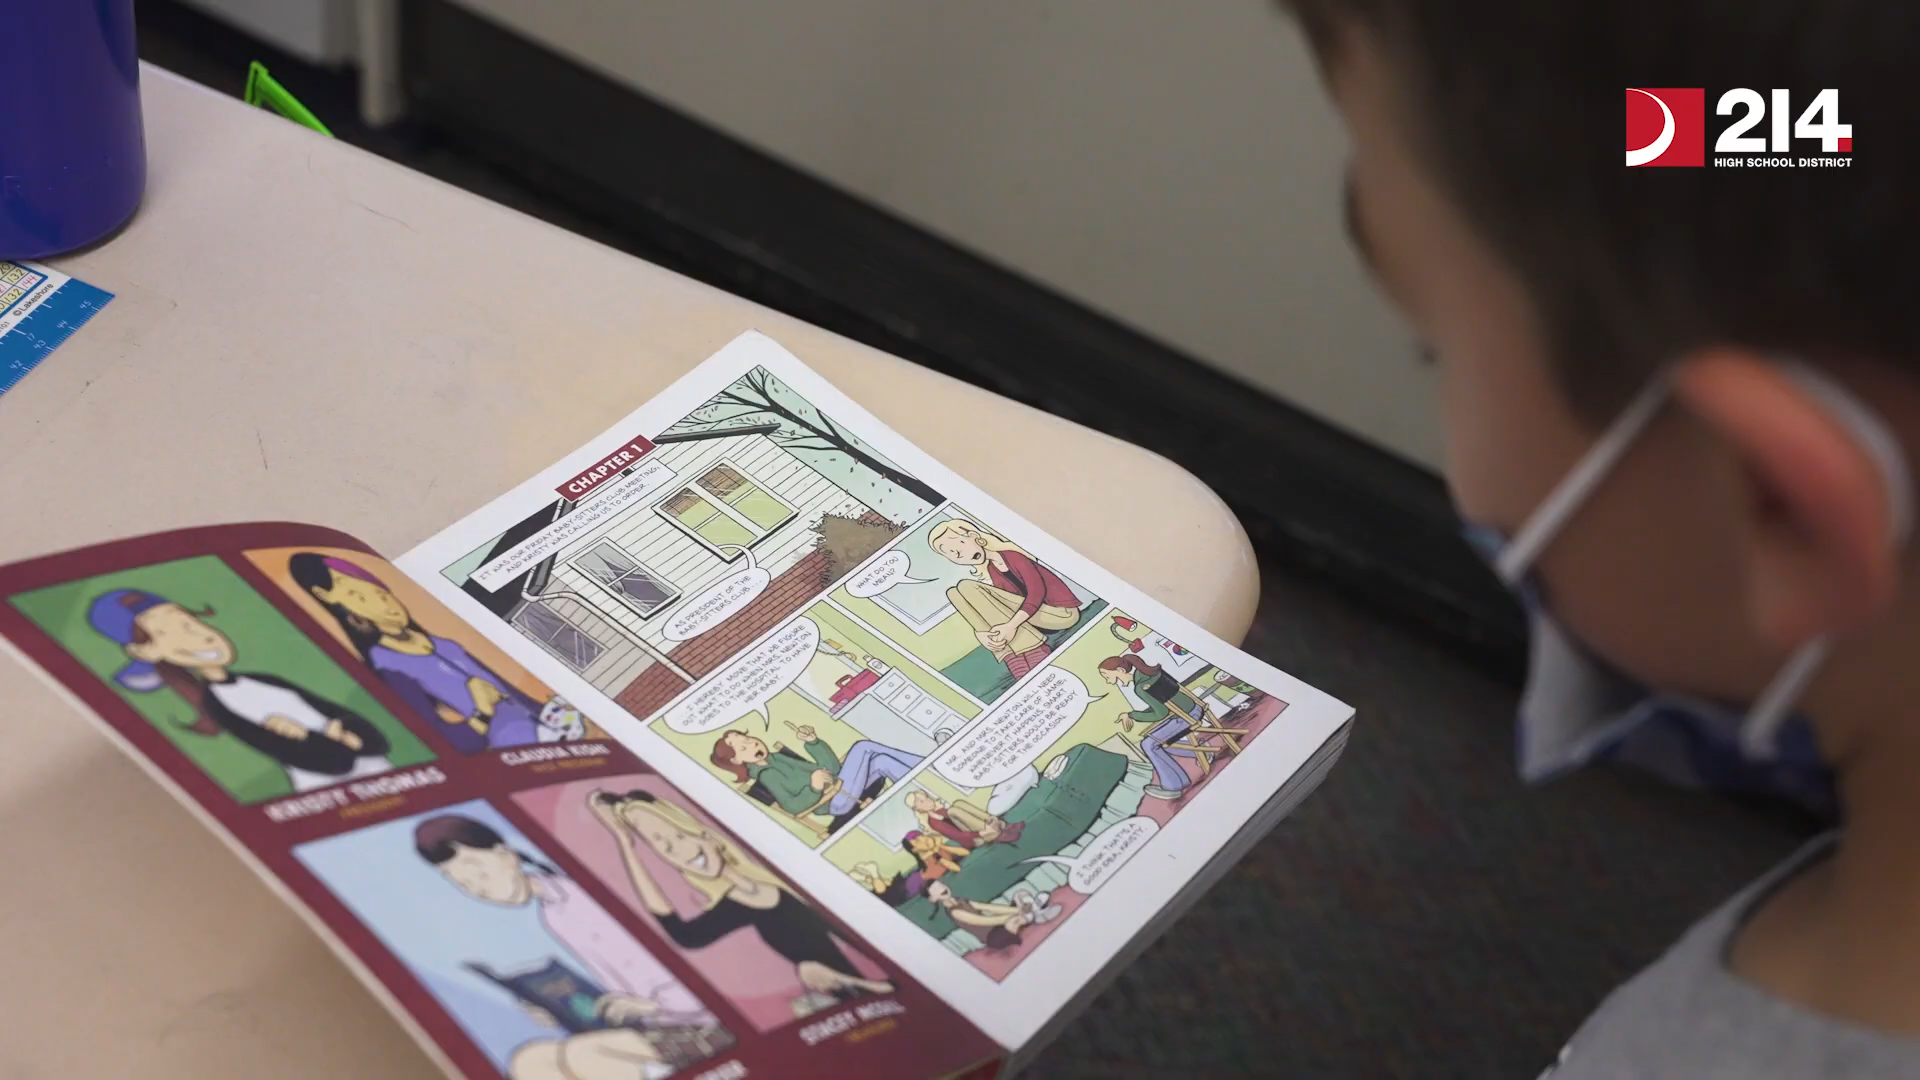 214
HIGH SCHOOL DISTRICT
©Lakeshore
CHAPTER 1
IT WAS OUR FRIDAY BABY-SITTERS CLUB MEETING,
AND KRISTY WAS CALLING US TO ORDER...
AS PRESIDENT OF THE
BABY-SITTERS CLUB...
WHAT DO YOU
MEAN?
I HEREBY MOVE THAT WE FIGURE
OUT WHAT TO DO WHEN MRS. NEWTON
GOES TO THE HOSPITAL TO HAVE
HER BABY.
MR. AND MRS. NEWTON WILL NEED
SOMEONE TO TAKE CARE OF JAMIE,
WHENEVER IT HAPPENS. SMART
BABY-SITTERS WOULD BE READY
FOR THE OCCASION.
I THINK THAT'S A
GOOD IDEA, KRISTY.
KRISTY THOMAS
PRESIDENT
CLAUDIA KISHI
VICE PRESIDENT
STACEY MCGILL